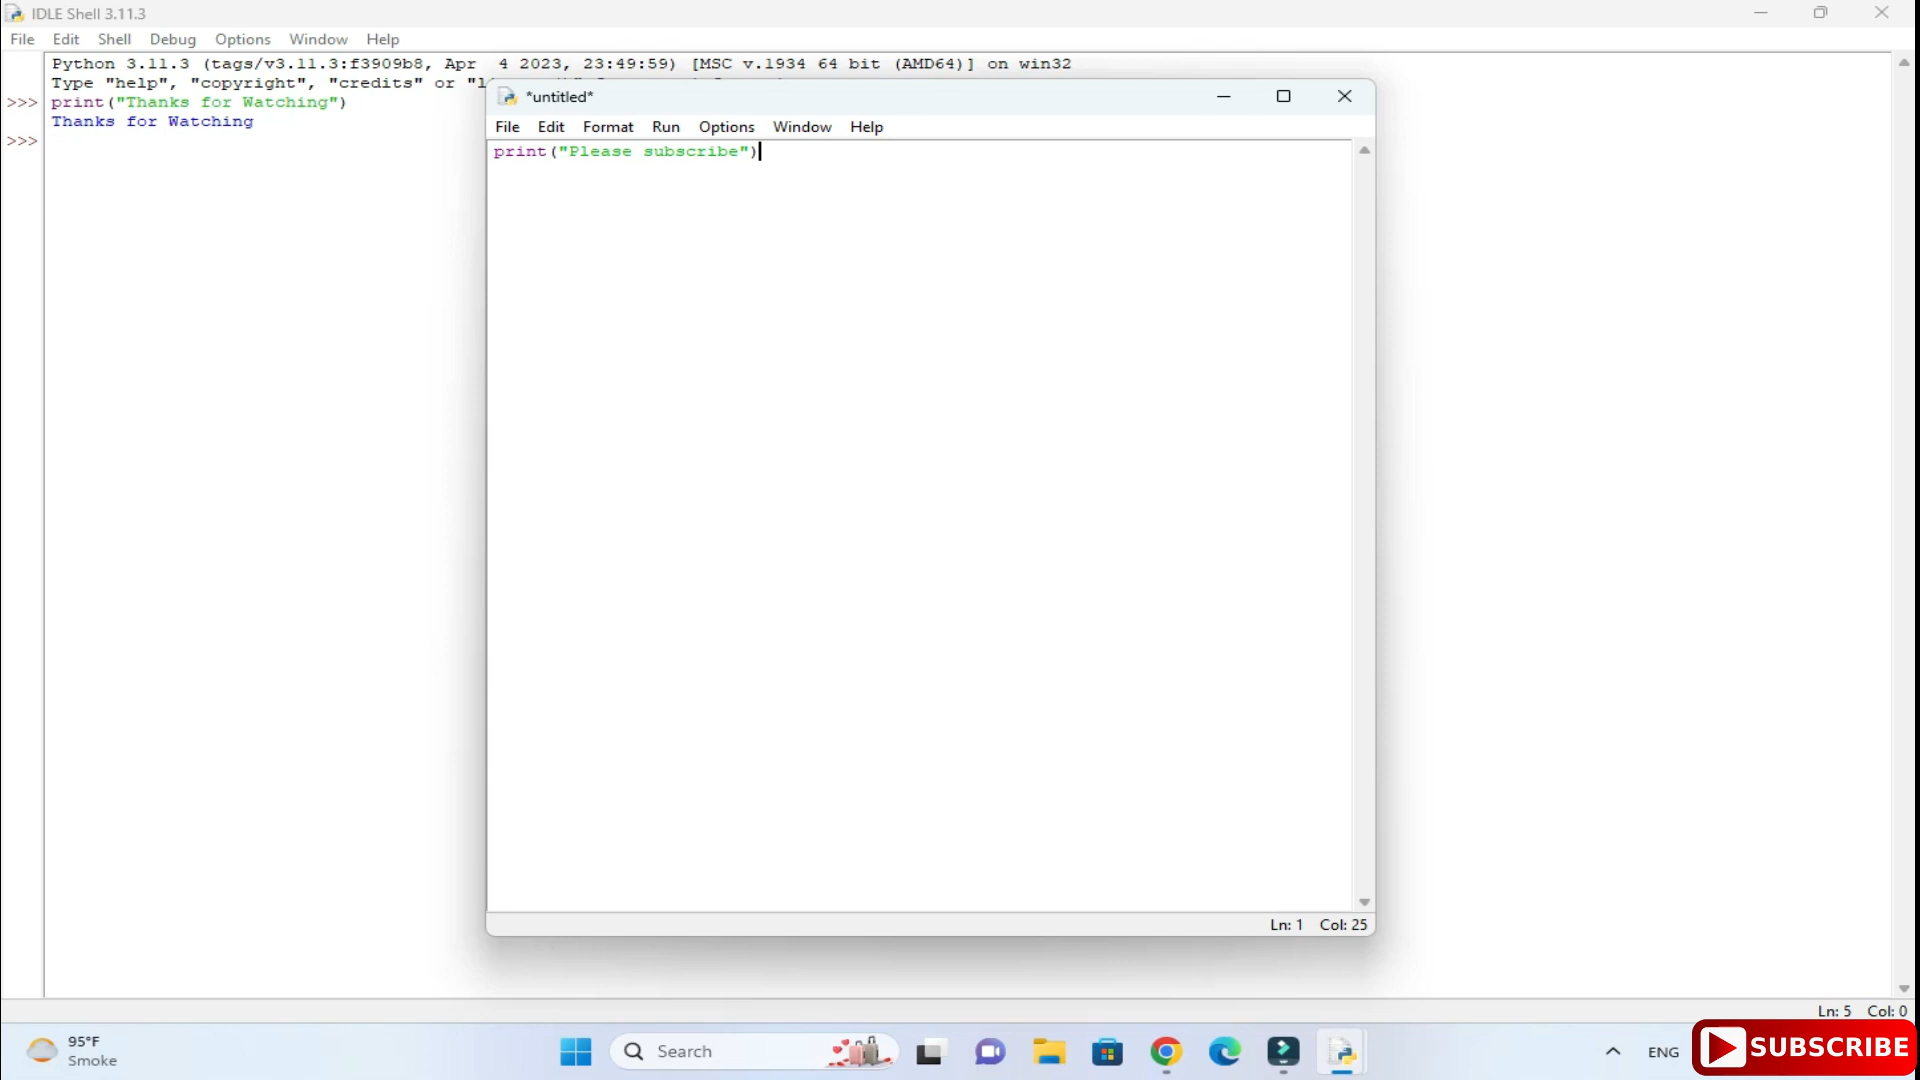 IDLE Shell 3.11.3
File Edit Shell Debug Options Window Help
Python 3.11.3 (tags/v3.11.3:f3909b8, Apr 4 2023, 23:49:59) [MSC v.1934 64 bit (AMD64)] on win32
Type "help", "copyright", "credits" or "l
>>> print("Thanks for Watching")
Thanks for Watching
>>>
*untitled*
File Edit Format Run Options Window Help
print("Please subscribe")
Ln: 1 Col: 25
Ln: 5 Col: 0
95°F
Smoke
Search
ENG
SUBSCRIBE